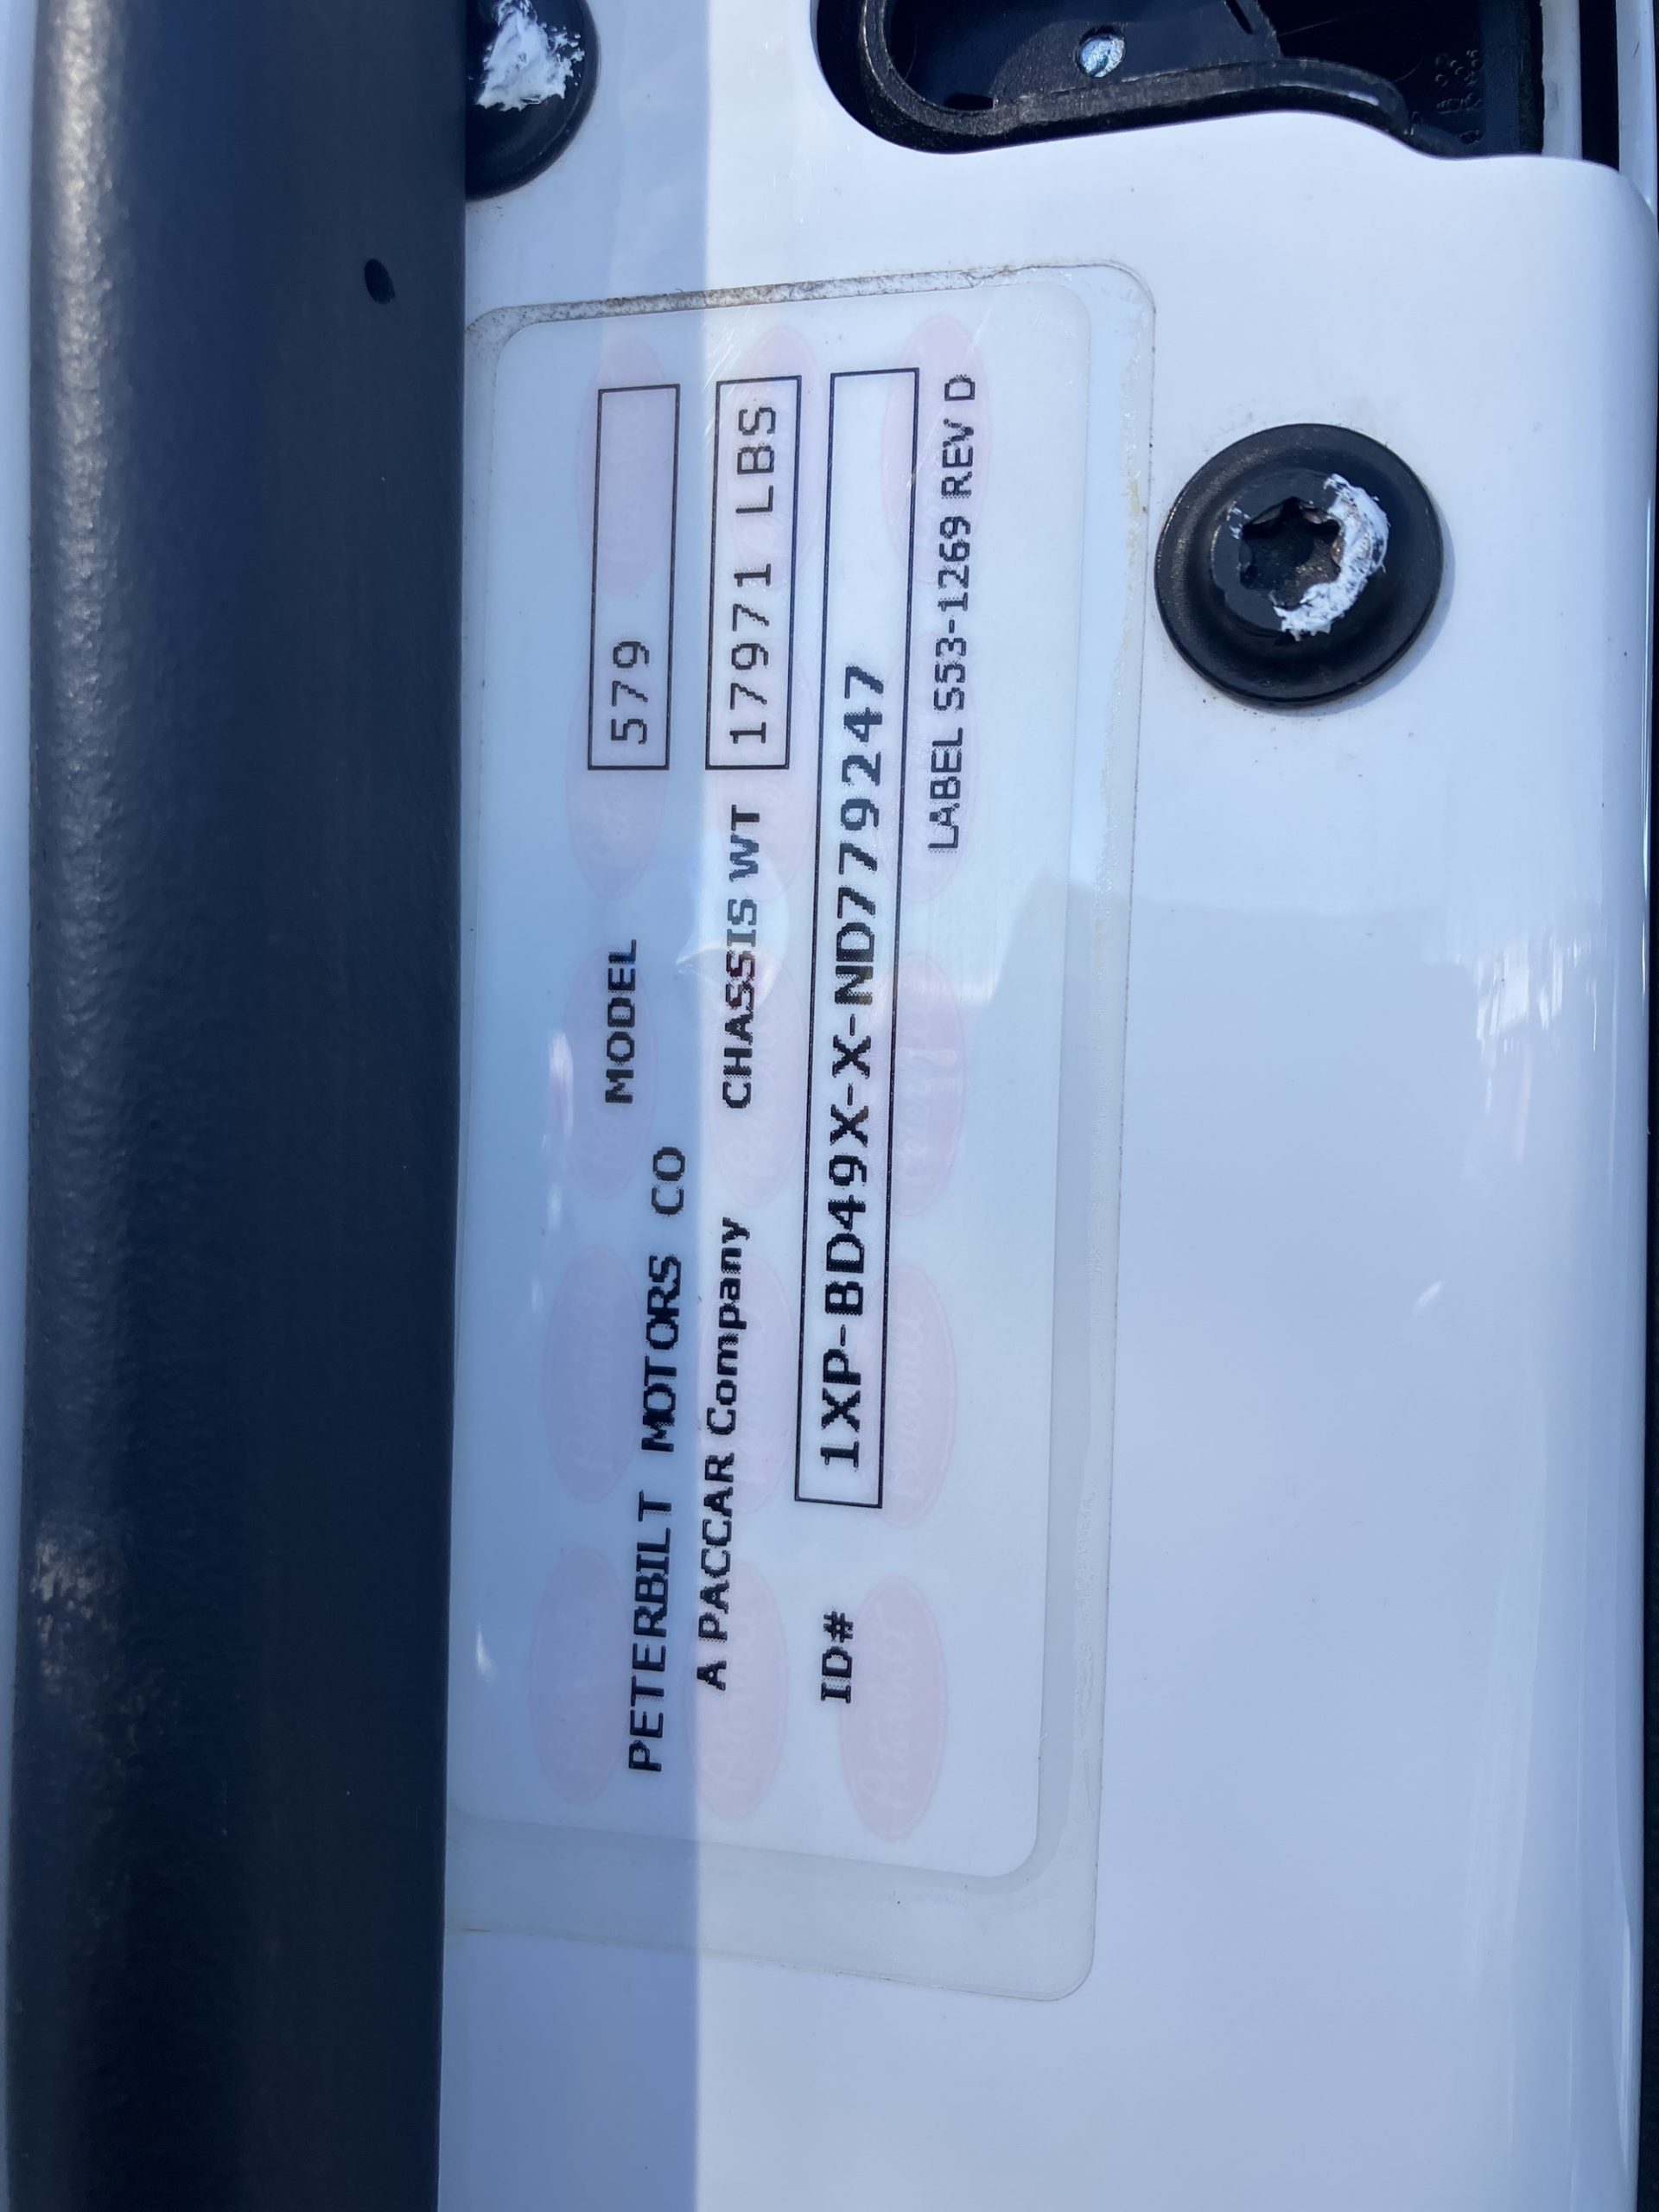 PETERBILT MOTORS CO
MODEL 579
A PACCAR Company
CHASSIS WT 17971 LBS
ID# 1XP-BD49X-X-ND779247
LABEL S53-1269 REV D
Peterbilt